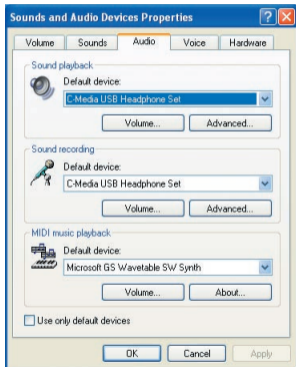 Sounds and Audio Devices Properties
Volume Sounds Audio Voice Hardware
Sound playback
Default device:
C-Media USB Headphone Set
Volume... Advanced...
Sound recording
Default device:
C-Media USB Headphone Set
Volume... Advanced...
MIDI music playback
Default device:
Microsoft GS Wavetable SW Synth
Volume... About...
Use only default devices
OK Cancel Apply